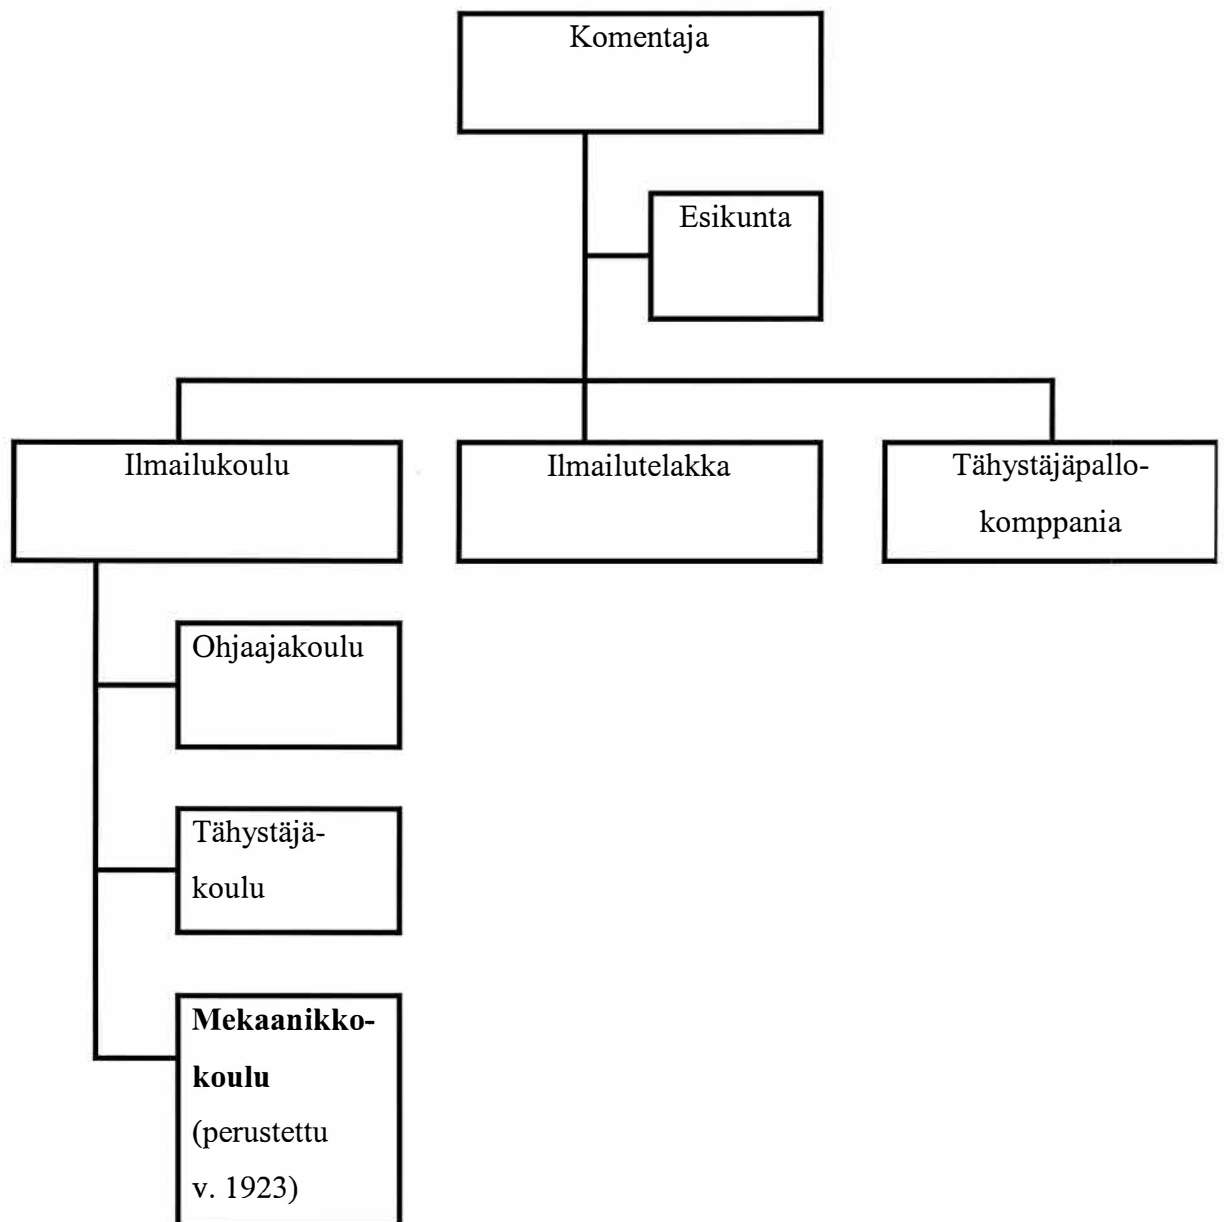 Komentaja
Esikunta
Ilmailukoulu
Ilmailutelakka
Tähystäjäpallo-
komppania
Ohjaajakoulu
Tähystäjä-
koulu
Mekaanikko-
koulu
(perustettu
v. 1923)